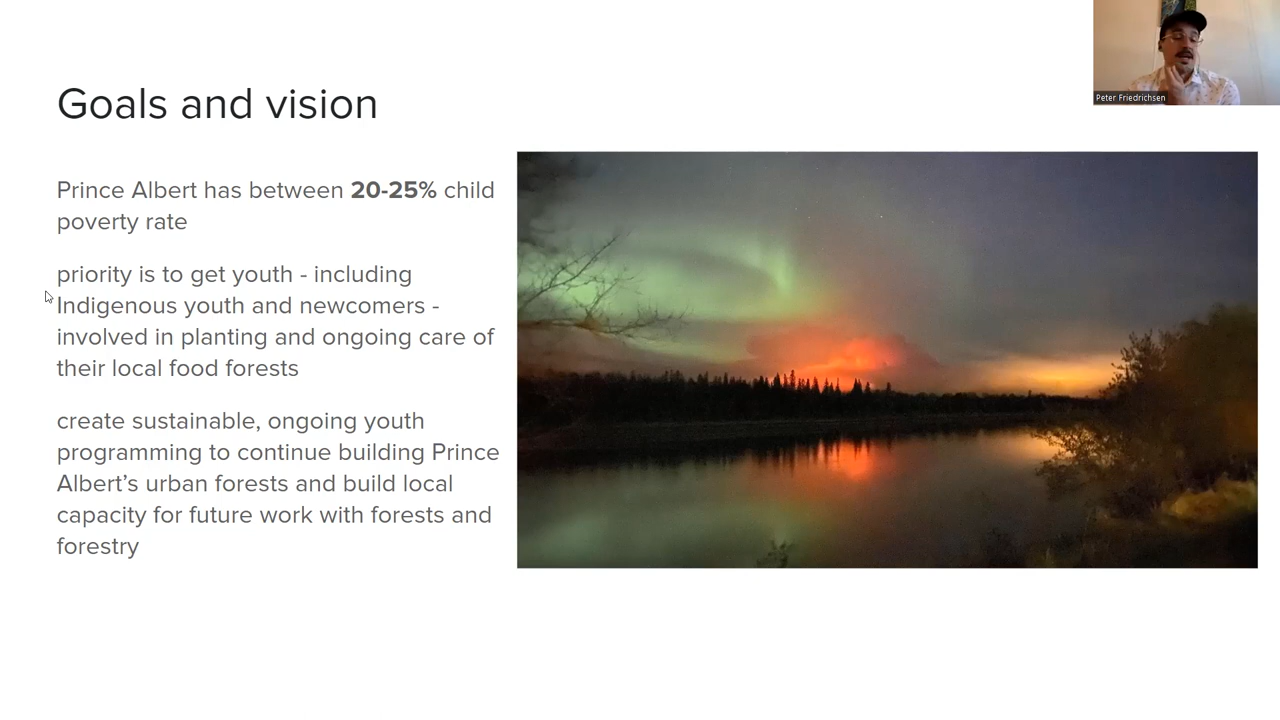 Peter Friedrichsen
Goals and vision
Prince Albert has between 20-25% child
poverty rate
priority is to get youth - including
Indigenous youth and newcomers -
involved in planting and ongoing care of
their local food forests
create sustainable, ongoing youth
programming to continue building Prince
Albert’s urban forests and build local
capacity for future work with forests and
forestry